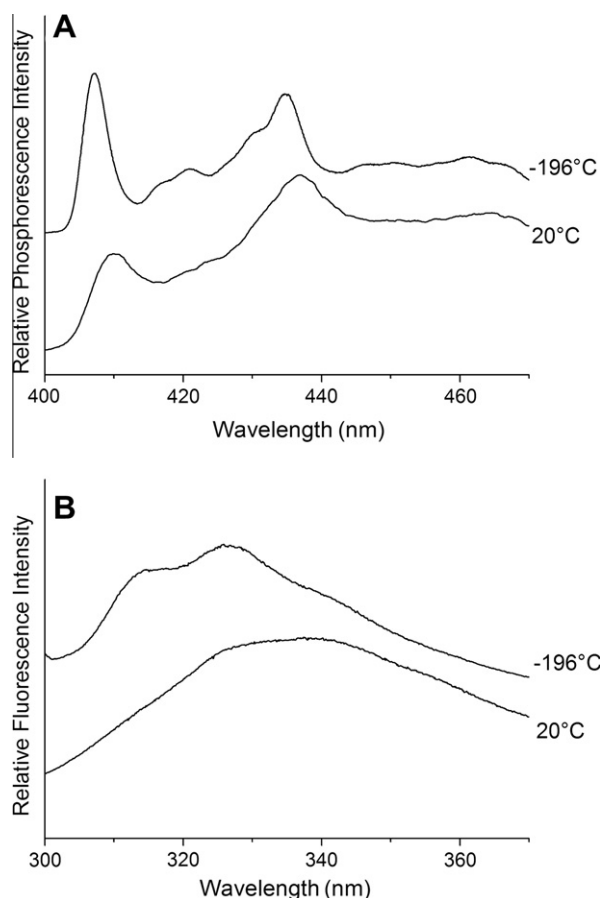 A
Relative Phosphorescence Intensity
-196°C
20°C
400 420 440 460
Wavelength (nm)
B
Relative Fluorescence Intensity
-196°C
20°C
300 320 340 360
Wavelength (nm)